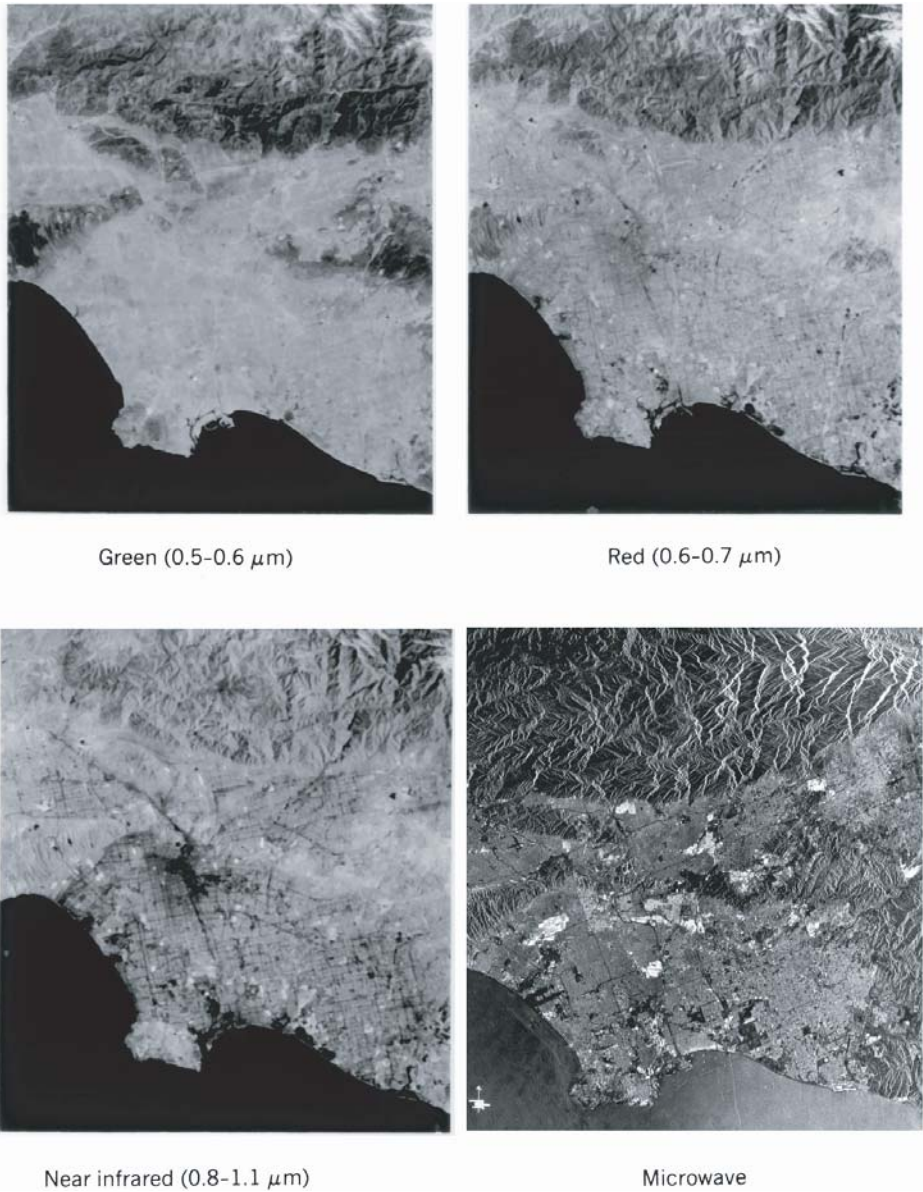 Green (0.5-0.6 μm)
Red (0.6-0.7 μm)
Near infrared (0.8-1.1 μm)
Microwave